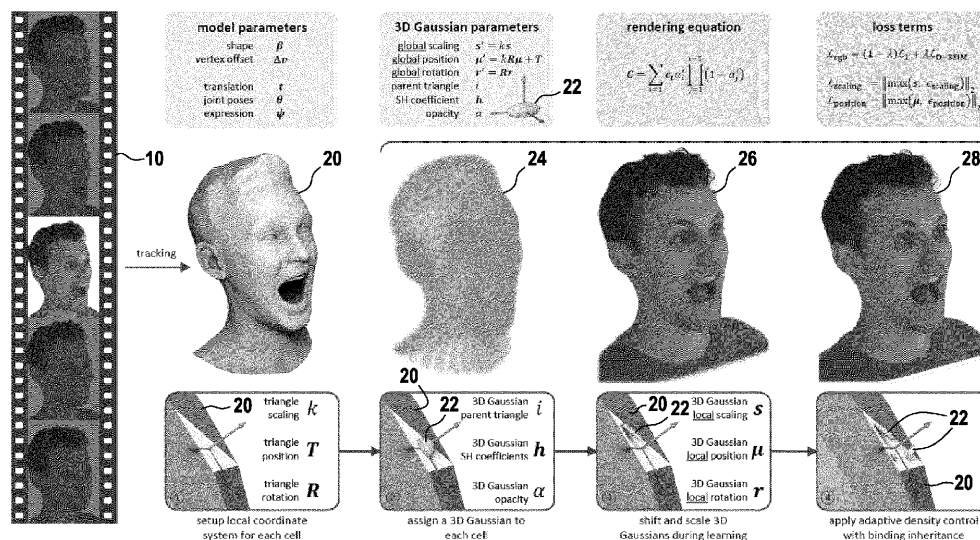 model parameters
shape β
vertex offset Δv
translation t
joint poses θ
expression ψ
3D Gaussian parameters
global scaling s' = ks
global position μ' = kRμ + T
global rotation r' = Rr
parent triangle i
SH coefficient h
opacity α
22
rendering equation
loss terms
10
20
24
26
28
tracking
20
triangle scaling k
triangle position T
triangle rotation R
setup local coordinate
system for each cell
20
22
3D Gaussian parent triangle i
3D Gaussian SH coefficients h
3D Gaussian opacity α
assign a 3D Gaussian to
each cell
20
22
3D Gaussian local scaling s
3D Gaussian local position μ
3D Gaussian local rotation r
shift and scale 3D
Gaussians during learning
22
20
apply adaptive density control
with binding inheritance